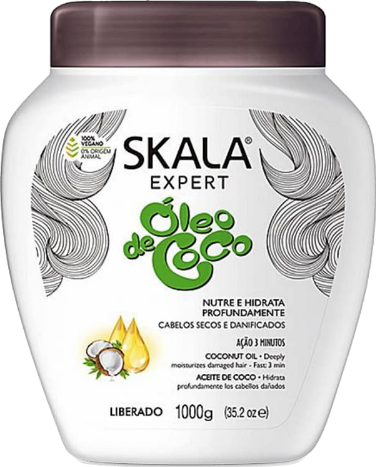 100%
VEGANO
0% ORIGEM
ANIMAL
SKALA®
EXPERT
Óleo
de Coco
NUTRE E HIDRATA
PROFUNDAMENTE
CABELOS SECOS E DANIFICADOS
AÇÃO 3 MINUTOS
COCONUT OIL • Deeply
moisturizes damaged hair - Fast: 3 min
ACEITE DE COCO • Hidrata
profundamente los cabellos dañados
LIBERADO 1000g (35.2 oz e)